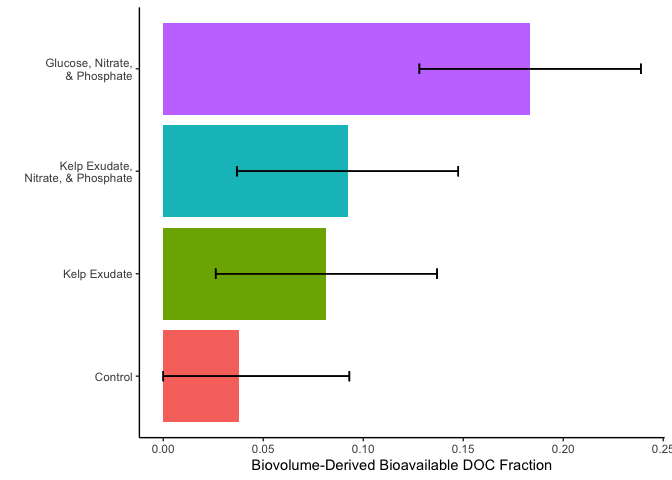 Glucose, Nitrate,
& Phosphate
Kelp Exudate,
Nitrate, & Phosphate
Kelp Exudate
Control
0.00 0.05 0.10 0.15 0.20 0.25
Biovolume-Derived Bioavailable DOC Fraction